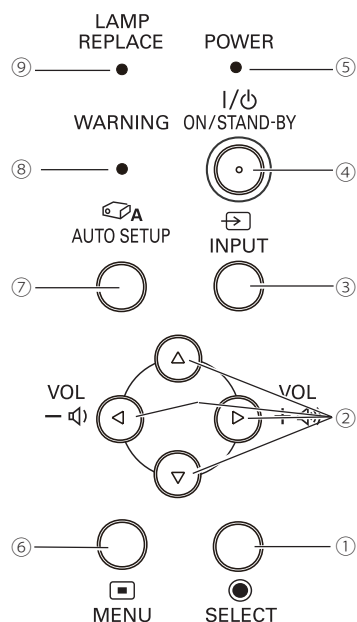 LAMP
REPLACE
POWER
⑨
⑤
I/⏻
WARNING
ON/STAND-BY
⑧
④
A
AUTO SETUP
INPUT
⑦
③
VOL
VOL
−
+
②
⑥
①
MENU
SELECT